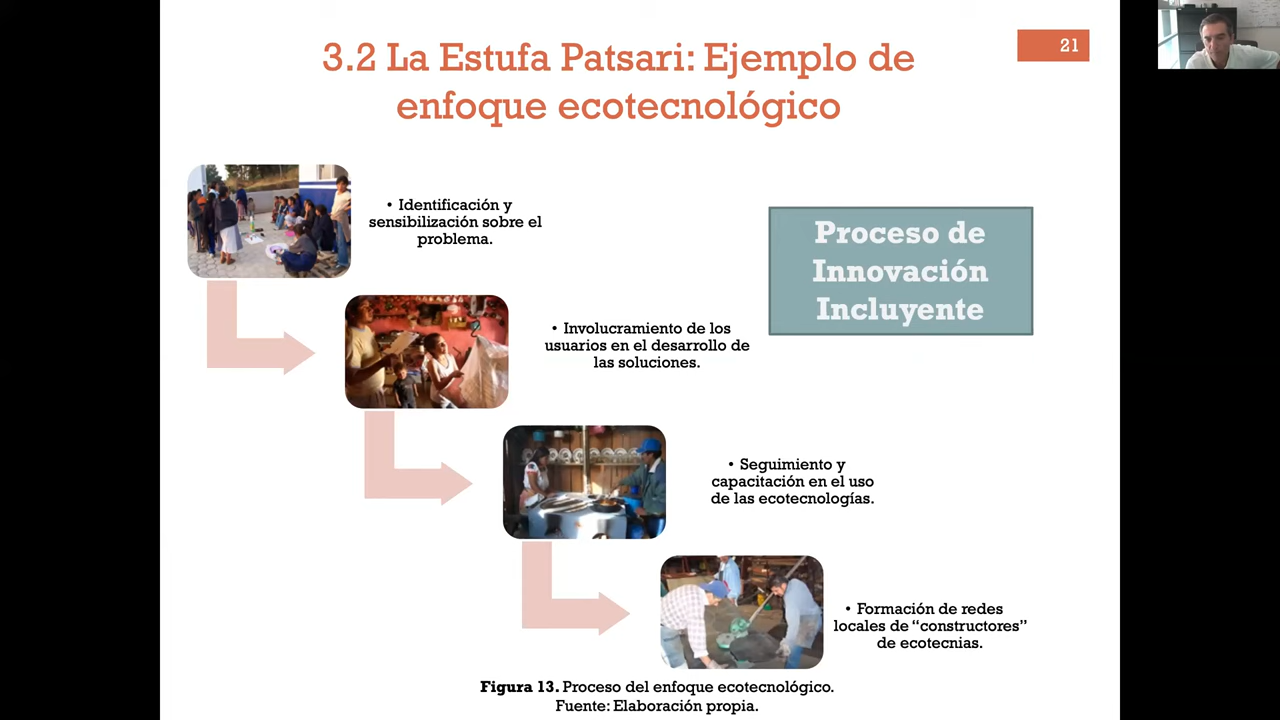 21
3.2 La Estufa Patsari: Ejemplo de
enfoque ecotecnológico
• Identificación y
sensibilización sobre el
problema.
Proceso de
Innovación
Incluyente
• Involucramiento de los
usuarios en el desarrollo de
las soluciones.
• Seguimiento y
capacitación en el uso
de las ecotecnologías.
• Formación de redes
locales de “constructores”
de ecotecnias.
Figura 13. Proceso del enfoque ecotecnológico.
Fuente: Elaboración propia.